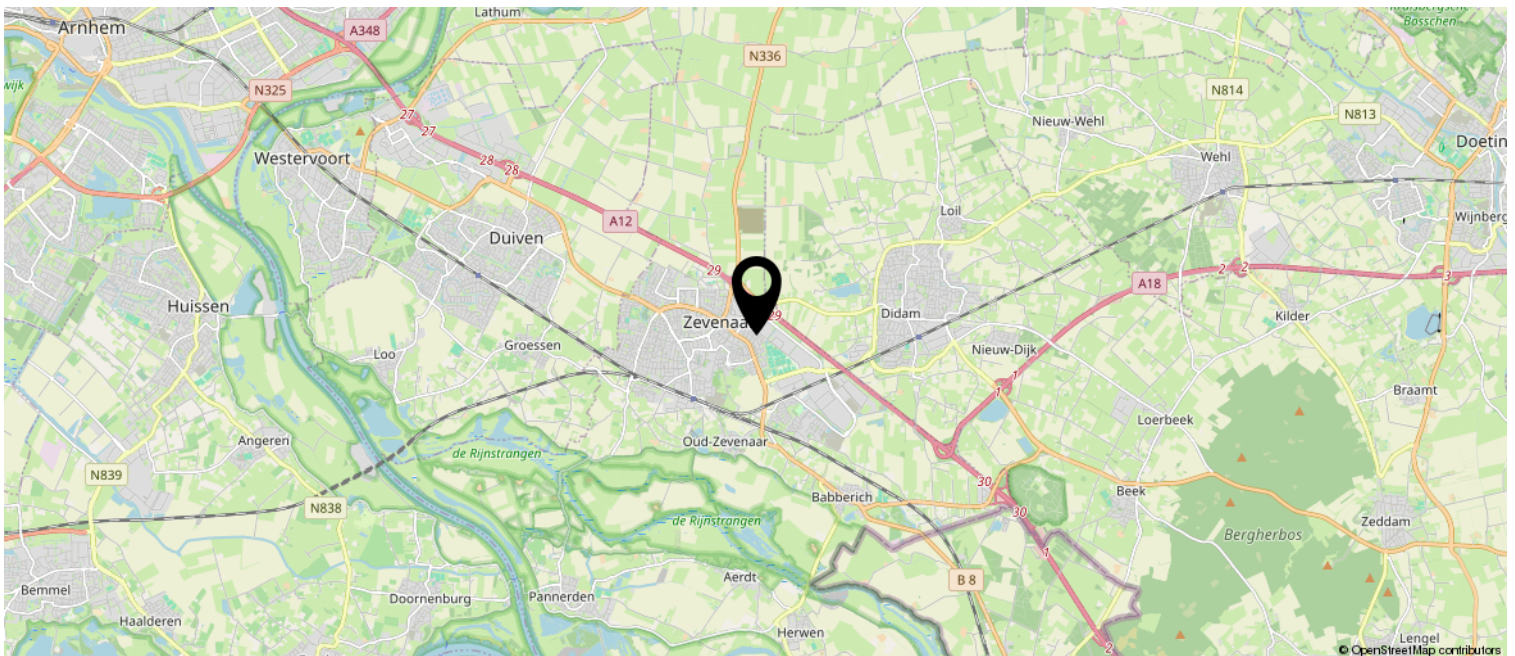 Lathum
Kruisbergsche
Bosschen
Arnhem
A348
N336
N325
wijk
N814
N813
27
27
Nieuw-Wehl
Doetin
Westervoort
28
28
Wehl
Loil
A12
Wijnberg
Duiven
29
2
2
3
A18
Huissen
Didam
Kilder
Zevenaa
29
Groessen
Loo
Nieuw-Dijk
1
1
Braamt
Loerbeek
Angeren
Oud-Zevenaar
de Rijnstrangen
N839
30
Beek
Babberich
N838
30
de Rijnstrangen
Zeddam
Bergherbos
1
Aerdt
B 8
Bemmel
Doornenburg
Pannerden
Haalderen
Herwen
Lengel
2
© OpenStreetMap contributors